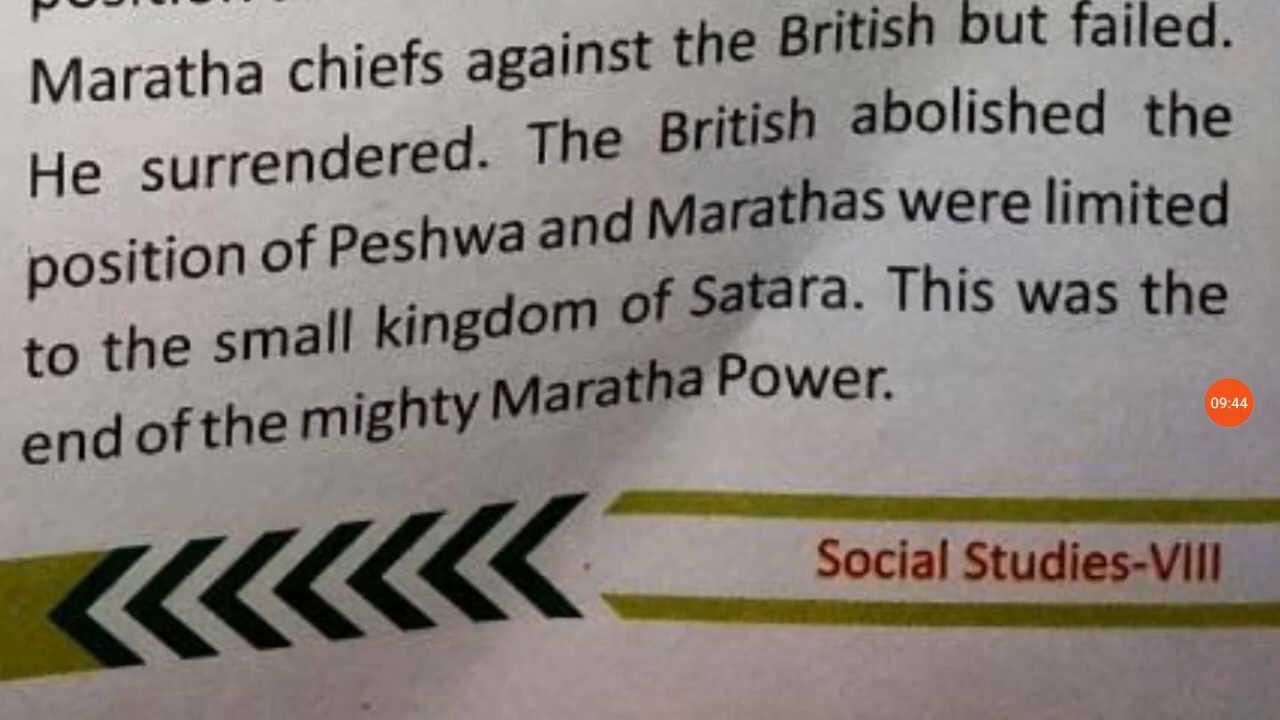 Maratha chiefs against the British but failed.
He surrendered. The British abolished the
position of Peshwa and Marathas were limited
to the small kingdom of Satara. This was the
end of the mighty Maratha Power.
09:44
Social Studies-VIII